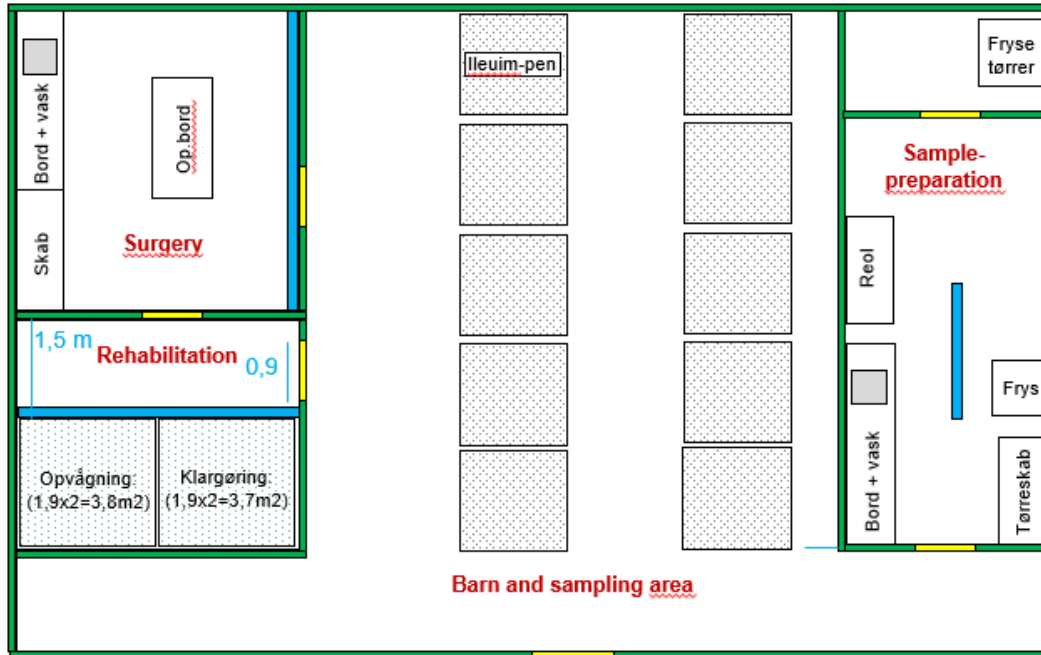 Bord + vask
Op.bord
Skab
Surgery
Ileuim-pen
Fryse
tørrer
Sample-
preparation
Reol
1,5 m
Rehabilitation
0,9
Frys
Bord + vask
Tørreskab
Opvågning:
(1,9x2=3,8m2)
Klargøring:
(1,9x2=3,7m2)
Barn and sampling area